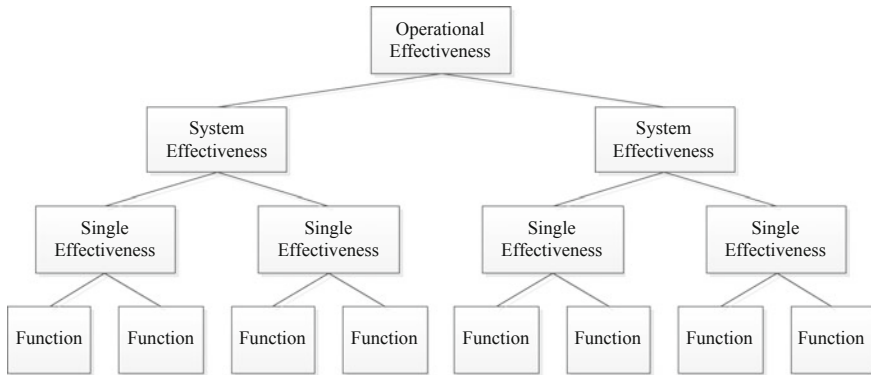 Operational
Effectiveness
System
Effectiveness
System
Effectiveness
Single
Effectiveness
Single
Effectiveness
Single
Effectiveness
Single
Effectiveness
Function
Function
Function
Function
Function
Function
Function
Function